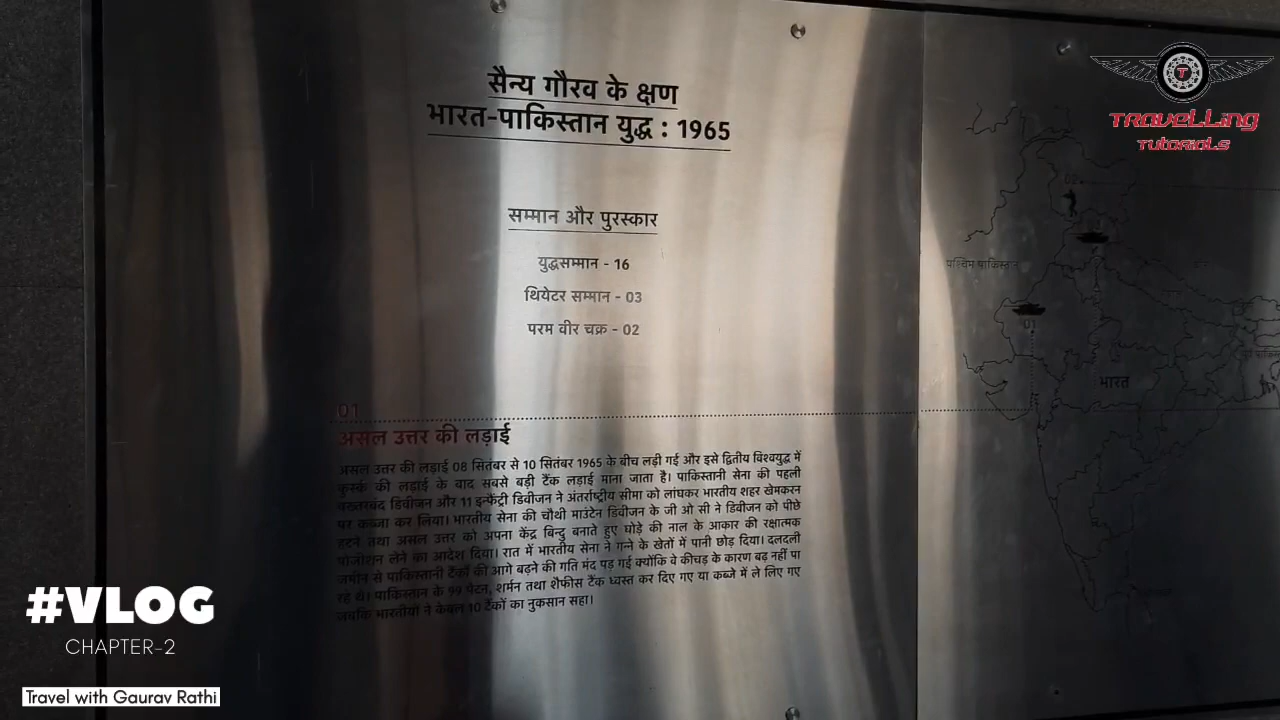 सैन्य गौरव के क्षण
भारत-पाकिस्तान युद्ध : 1965
सम्मान और पुरस्कार
युद्धसम्मान - 16
थियेटर सम्मान - 03
परम वीर चक्र - 02
01
असल उत्तर की लड़ाई
असल उत्तर की लड़ाई 08 सितंबर से 10 सितंबर 1965 के बीच लड़ी गई और इसे द्वितीय विश्वयुद्ध में
कुर्स्क की लड़ाई के वाद सबसे बड़ी टैंक लड़ाई माना जाता है। पाकिस्तानी सेना की पहली
बख्तरबंद डिवीजन और 11 इन्फेंट्री डिवीजन ने अंतर्राष्ट्रीय सीमा को लांघकर भारतीय शहर खेमकरन
पर कब्जा कर लिया। भारतीय सेना की चौथी माउंटेन डिवीजन के जी ओ सी ने डिवीजन को पीछे
हटने तथा असल उत्तर को अपना केंद्र बिन्दु बनाते हुए घोड़े की नाल के आकार की रक्षात्मक
पोजीशन लेने का आदेश दिया। रात में भारतीय सेना ने गन्ने के खेतों में पानी छोड़ दिया। दलदली
जमीन से पाकिस्तानी टैंकों की आगे बढ़ने की गति मंद पड़ गई क्योंकि वे कीचड़ के कारण बढ़ नहीं पा
रहे थे। पाकिस्तान के 99 पेटन, शर्मन तथा शैफीस टैंक ध्वस्त कर दिए गए या कब्जे में ले लिए गए
जबकि भारतीयों ने केवल 10 टैंकों का नुकसान सहा।
02
पश्चिम पाकिस्तान
01
भारत
T
TRAVELLING
TUTORIALS
#VLOG
CHAPTER-2
Travel with Gaurav Rathi